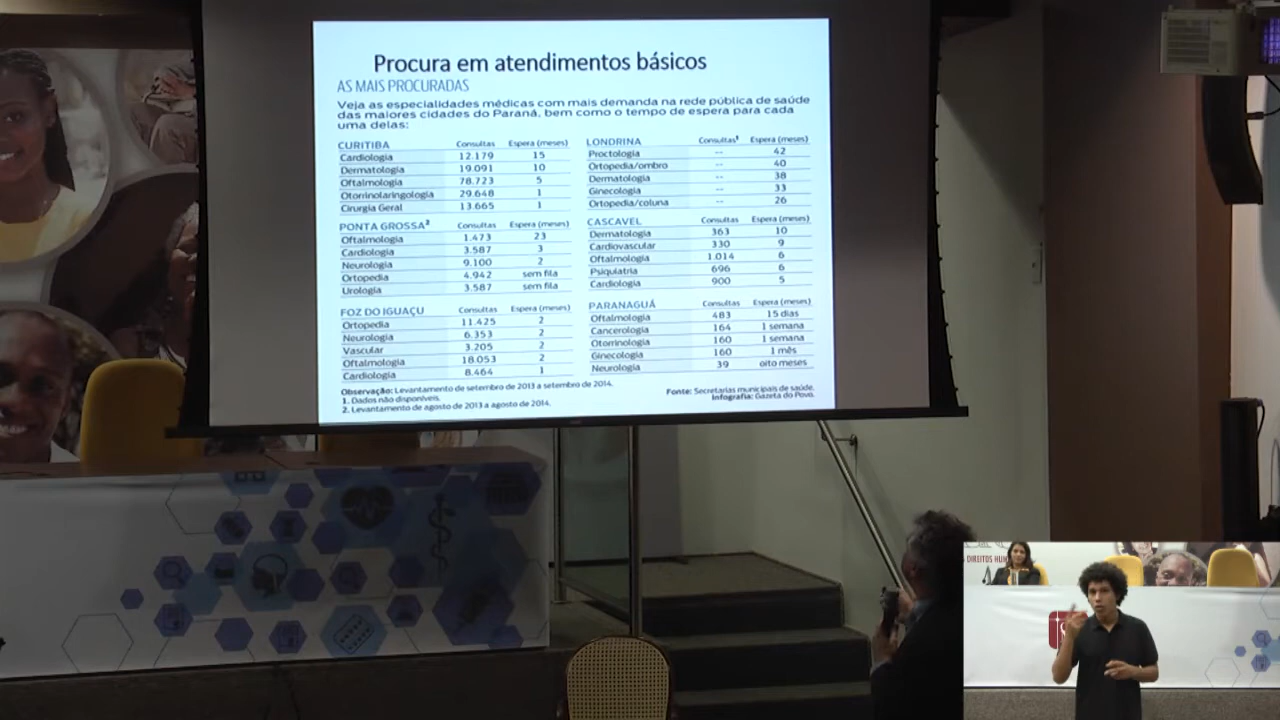 Procura em atendimentos básicos
AS MAIS PROCURADAS
Veja as especialidades médicas com mais demanda na rede pública de saúde
das maiores cidades do Paraná, bem como o tempo de espera para cada
uma delas:
CURITIBA Consultas Espera (meses)
Cardiologia 12.179 15
Dermatologia 19.091 10
Oftalmologia 78.723 5
Otorrinolaringologia 29.648 1
Cirurgia Geral 13.665 1
PONTA GROSSA² Consultas Espera (meses)
Oftalmologia 1.473 23
Cardiologia 3.587 3
Neurologia 9.100 2
Ortopedia 4.942 sem fila
Urologia 3.587 sem fila
FOZ DO IGUAÇU Consultas Espera (meses)
Ortopedia 11.425 2
Neurologia 6.353 2
Vascular 3.205 2
Oftalmologia 18.053 2
Cardiologia 8.464 1
LONDRINA Consultas¹ Espera (meses)
Proctologia -- 42
Ortopedia/ombro -- 40
Dermatologia -- 38
Ginecologia -- 33
Ortopedia/coluna -- 26
CASCAVEL Consultas Espera (meses)
Dermatologia 363 10
Cardiovascular 330 9
Oftalmologia 1.014 6
Psiquiatria 696 6
Cardiologia 900 5
PARANAGUÁ Consultas Espera (meses)
Oftalmologia 483 15 dias
Cancerologia 164 1 semana
Otorrinologia 160 1 semana
Ginecologia 160 1 mês
Neurologia 39 oito meses
Observação: Levantamento de setembro de 2013 a setembro de 2014.
1. Dados não disponíveis.
2. Levantamento de agosto de 2013 a agosto de 2014.
Fonte: Secretarias municipais de saúde.
Infografia: Gazeta do Povo.
DIREITOS HUM